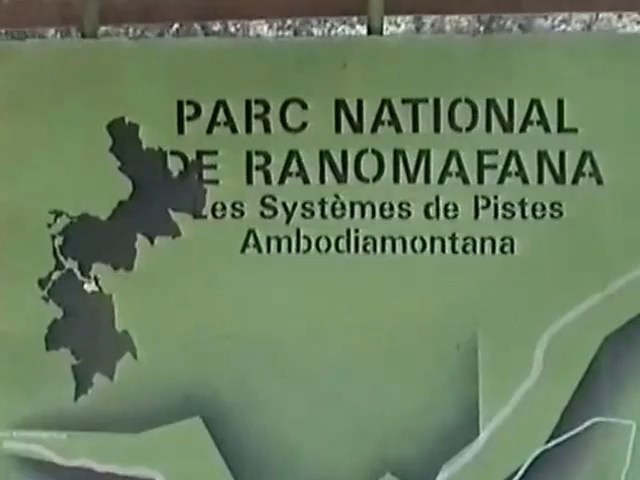 PARC NATIONAL
DE RANOMAFANA
Les Systèmes de Pistes
Ambodiamontana